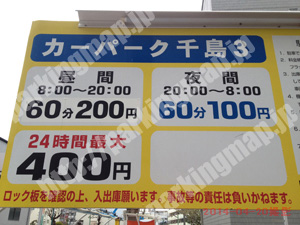 カーパーク千島3
昼間
8:00〜20:00
60分200円
夜間
20:00〜8:00
60分100円
24時間最大
400円
ロック板を確認の上、入出庫願います。事故等の責任は負いかねます。